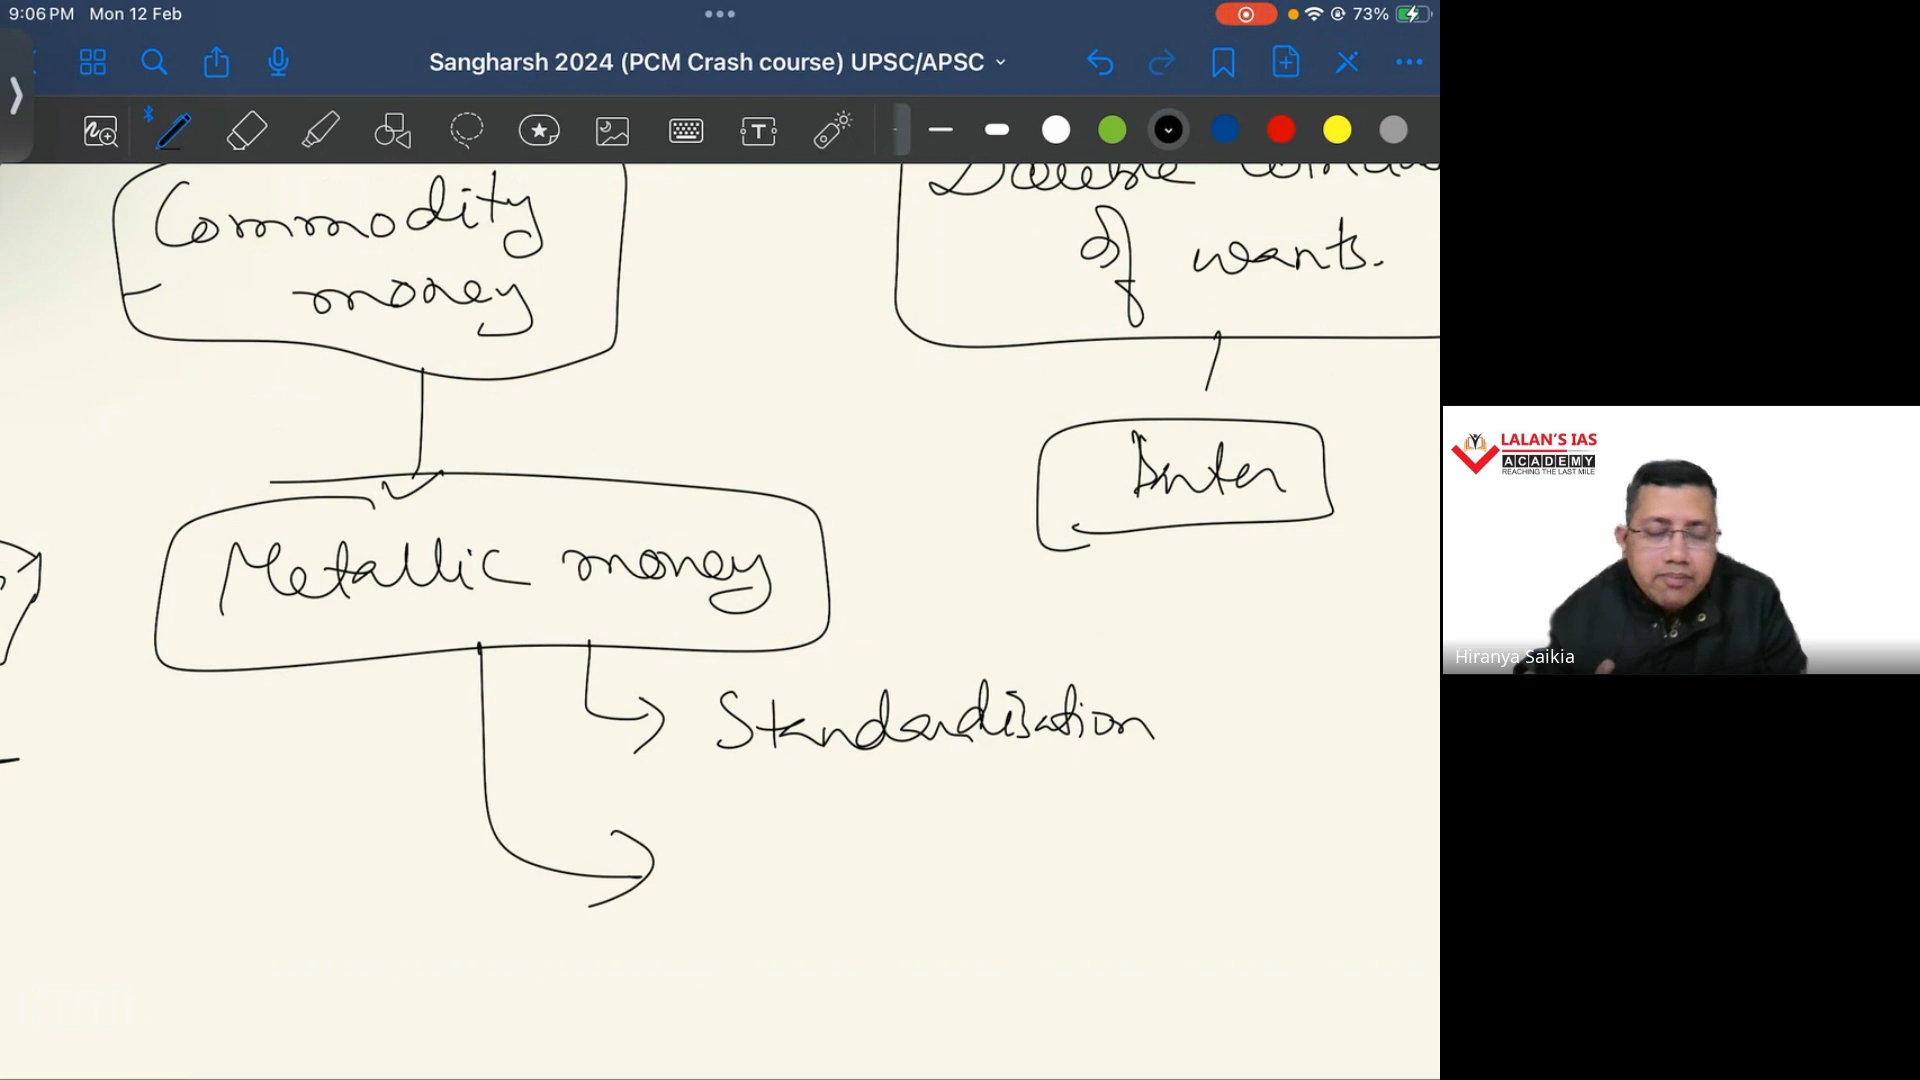 9:06 PM Mon 12 Feb
73%
Sangharsh 2024 (PCM Crash course) UPSC/APSC
T
Commodity
money
Double
of wants.
Metallic money
Standardisation
LALAN'S IAS
ACADEMY
REACHING THE LAST MILE
Hiranya Saikia